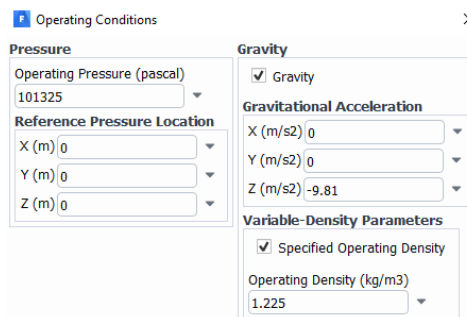 Operating Conditions
Pressure
Operating Pressure (pascal)
101325
Reference Pressure Location
X (m) 0
Y (m) 0
Z (m) 0
Gravity
Gravity
Gravitational Acceleration
X (m/s2) 0
Y (m/s2) 0
Z (m/s2) -9.81
Variable-Density Parameters
Specified Operating Density
Operating Density (kg/m3)
1.225